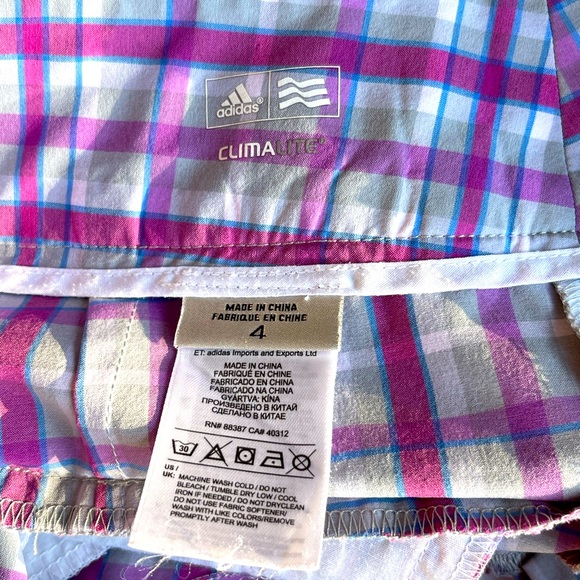 adidas®
CLIMALITE®
MADE IN CHINA
FABRIQUE EN CHINE
4
ET: adidas Imports and Exports Ltd
MADE IN CHINA
FABRIQUÉ EN CHINE
FABRICADO EN CHINA
FABRICADO NA CHINA
GYÁRTVA: KÍNA
ПРОИЗВЕДЕНО В КИТАЙ
СДЕЛАНО В КИТАЕ
RN# 88387 CA# 40312
30
US /
UK: MACHINE WASH COLD / DO NOT
BLEACH / TUMBLE DRY LOW / COOL
IRON IF NEEDED / DO NOT DRYCLEAN
DO NOT USE FABRIC SOFTENER/
WASH WITH LIKE COLORS/REMOVE
PROMPTLY AFTER WASH